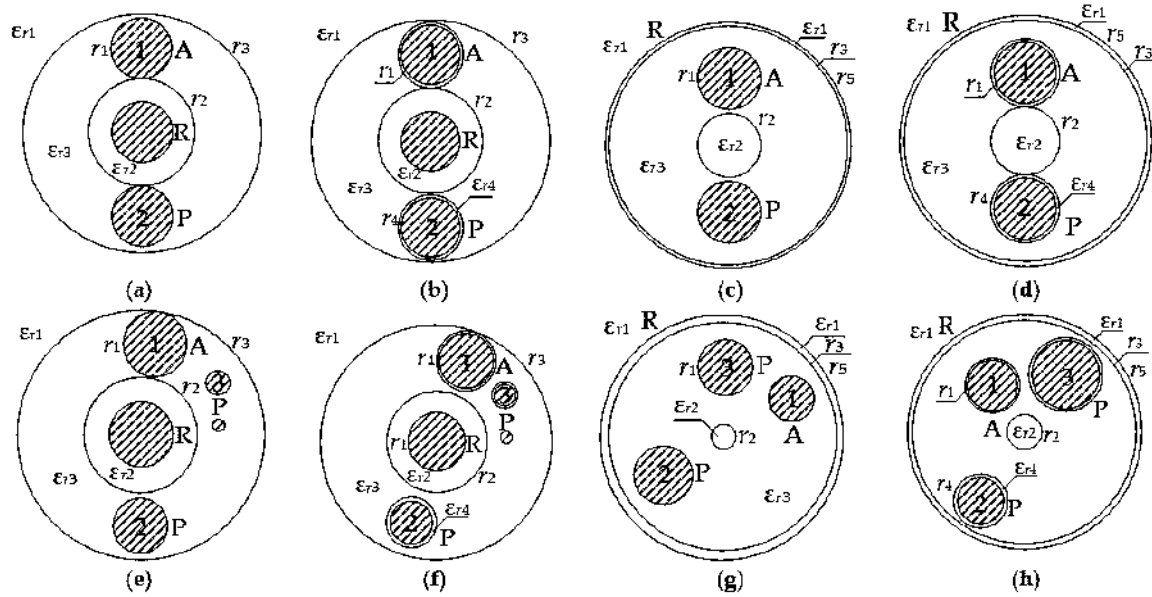 εr1 r1 1 A r3 r2 R εr3 εr2 2 P
(a)
εr1 1 A r3 r1 r2 R εr2 εr3 εr4 r4 2 P
(b)
εr1 R εr1 r3 r5 r1 1 A r2 εr2 εr3 2 P
(c)
εr1 R εr1 r5 r3 1 A r1 r2 εr2 εr3 r4 εr4 2 P
(d)
εr1 r1 1 A r3 r2 3 P R εr2 εr3 2 P
(e)
εr1 r1 1 A r3 3 P r1 R εr2 r2 εr3 εr4 2 P
(f)
εr1 R εr1 r3 r5 r1 3 P 1 A εr2 r2 2 P εr3
(g)
εr1 R εr1 r3 r5 1 3 r1 P A εr2 r2 r4 εr4 2 P
(h)